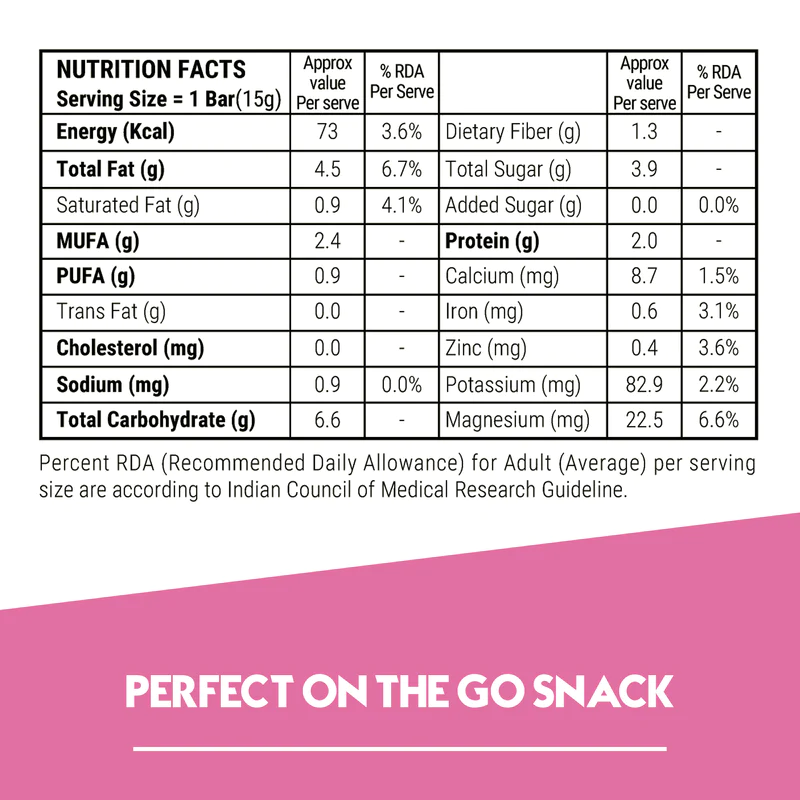 NUTRITION FACTS
Serving Size = 1 Bar(15g)
Approx value Per serve
% RDA Per Serve
Approx value Per serve
% RDA Per Serve
Energy (Kcal) 73 3.6% Dietary Fiber (g) 1.3 -
Total Fat (g) 4.5 6.7% Total Sugar (g) 3.9 -
Saturated Fat (g) 0.9 4.1% Added Sugar (g) 0.0 0.0%
MUFA (g) 2.4 - Protein (g) 2.0 -
PUFA (g) 0.9 - Calcium (mg) 8.7 1.5%
Trans Fat (g) 0.0 - Iron (mg) 0.6 3.1%
Cholesterol (mg) 0.0 - Zinc (mg) 0.4 3.6%
Sodium (mg) 0.9 0.0% Potassium (mg) 82.9 2.2%
Total Carbohydrate (g) 6.6 - Magnesium (mg) 22.5 6.6%
Percent RDA (Recommended Daily Allowance) for Adult (Average) per serving
size are according to Indian Council of Medical Research Guideline.
PERFECT ON THE GO SNACK